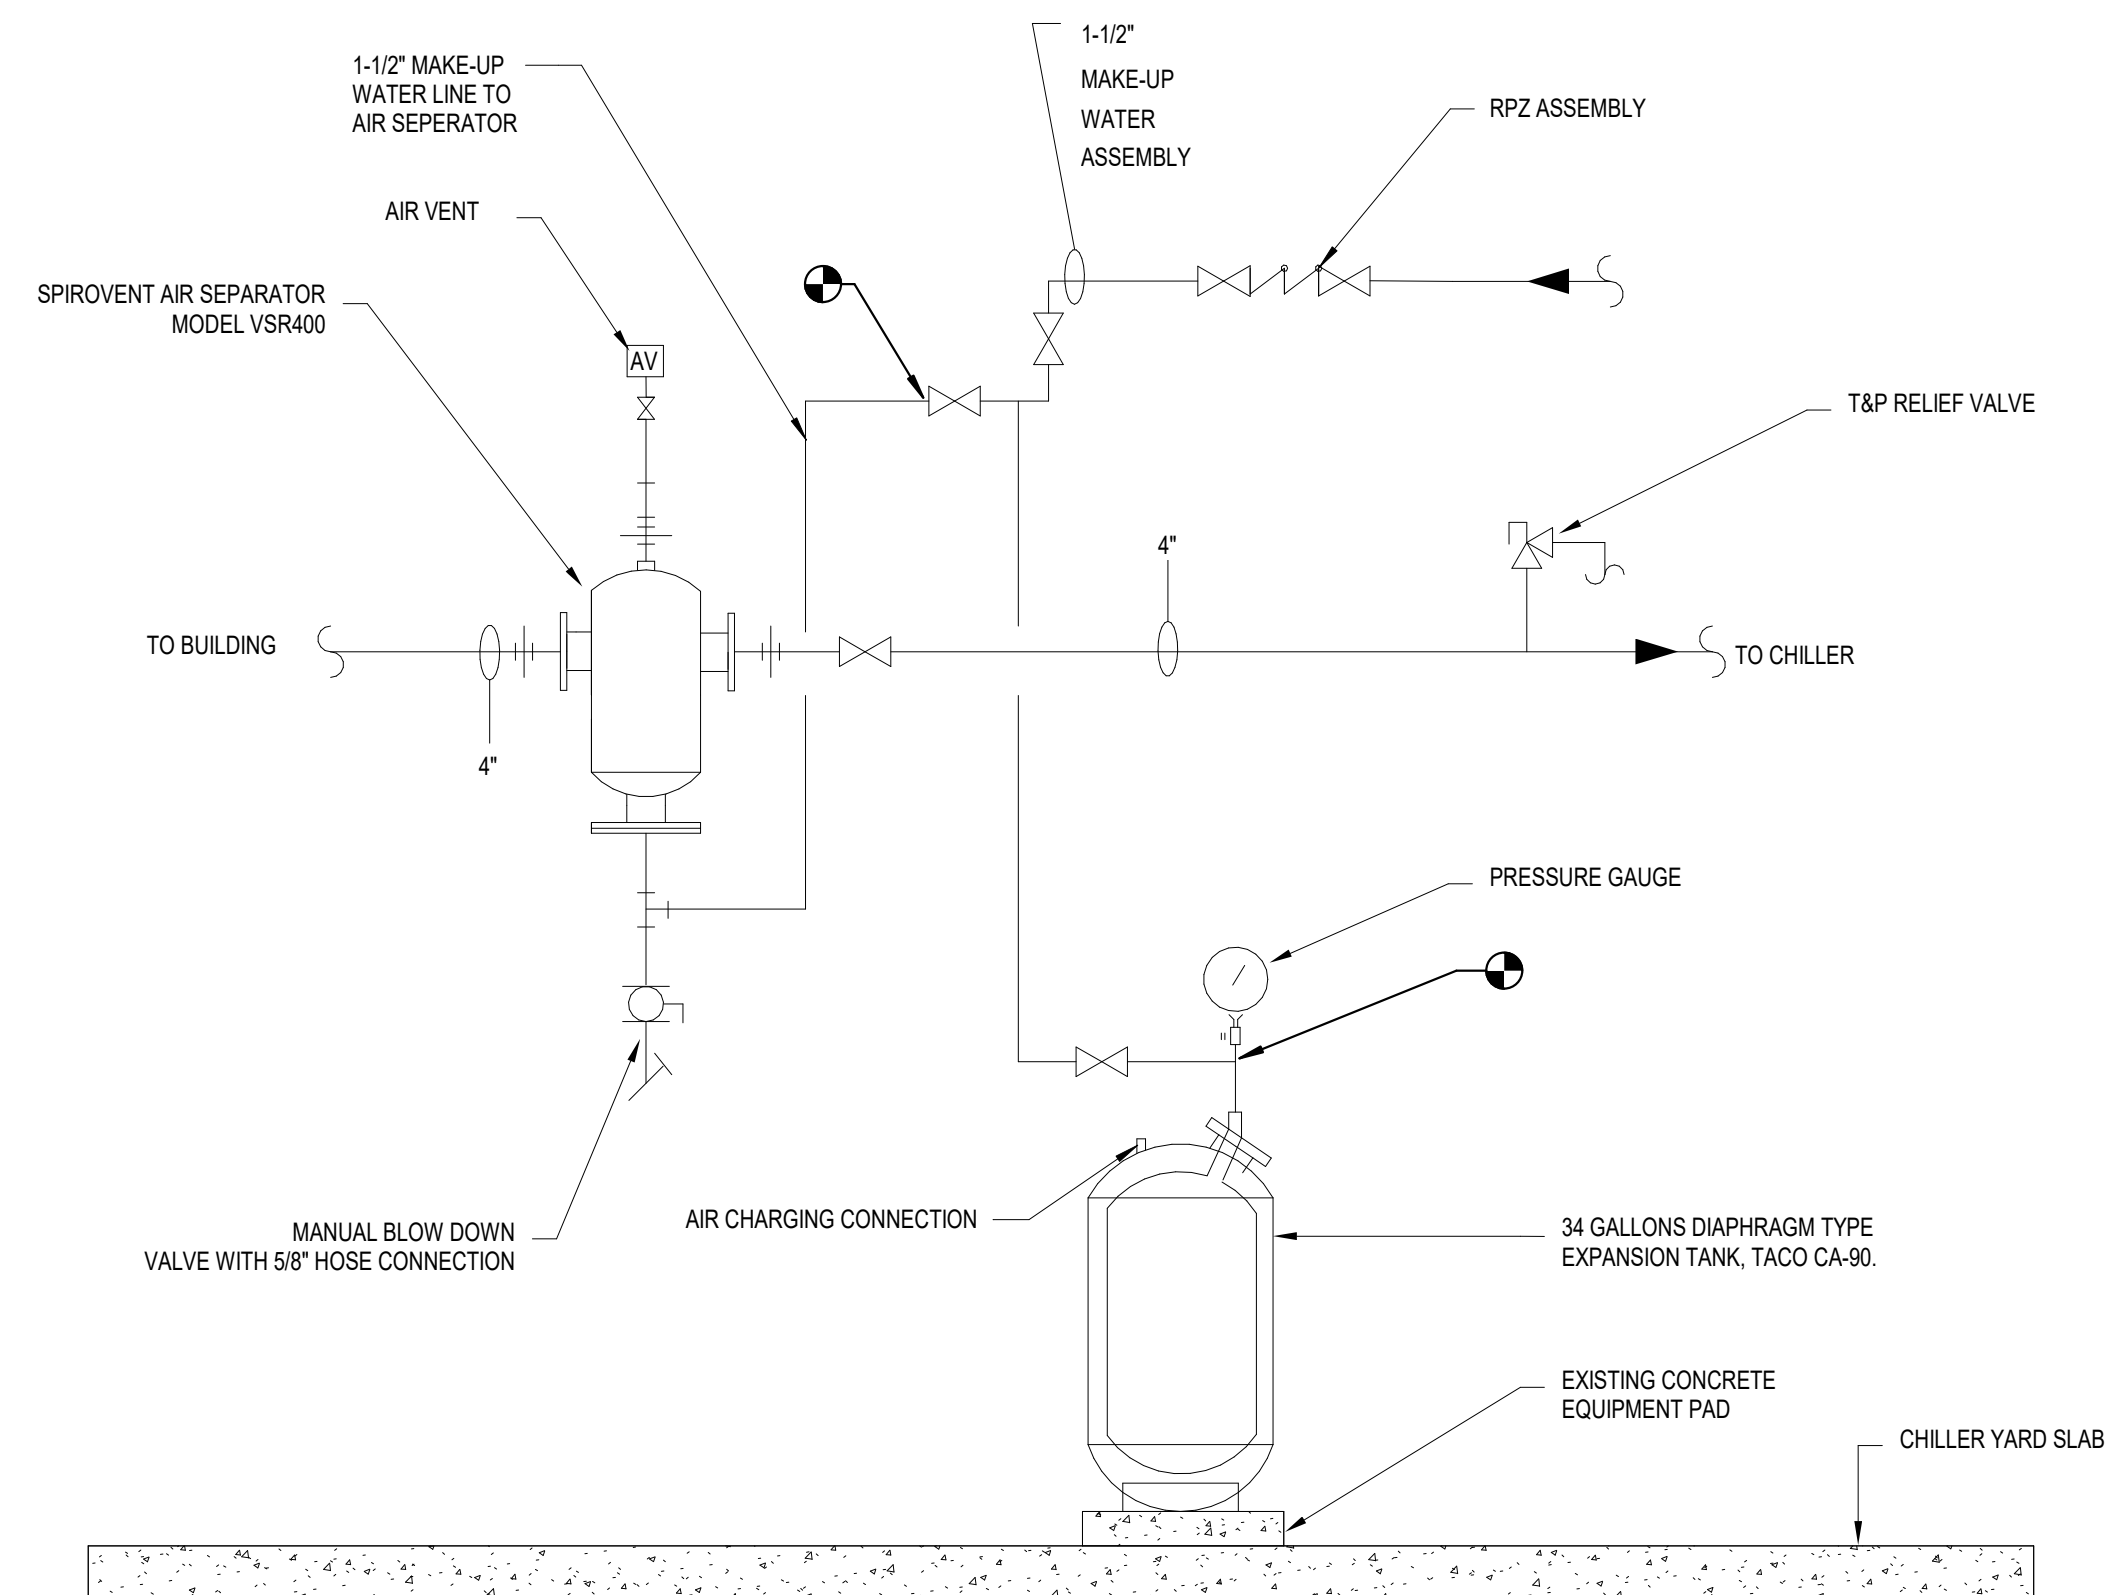 1-1/2"
MAKE-UP
WATER
ASSEMBLY
1-1/2" MAKE-UP
WATER LINE TO
AIR SEPERATOR
RPZ ASSEMBLY
AIR VENT
SPIROVENT AIR SEPARATOR
MODEL VSR400
AV
T&P RELIEF VALVE
4"
TO BUILDING
TO CHILLER
4"
PRESSURE GAUGE
MANUAL BLOW DOWN
VALVE WITH 5/8" HOSE CONNECTION
AIR CHARGING CONNECTION
34 GALLONS DIAPHRAGM TYPE
EXPANSION TANK, TACO CA-90.
EXISTING CONCRETE
EQUIPMENT PAD
CHILLER YARD SLAB